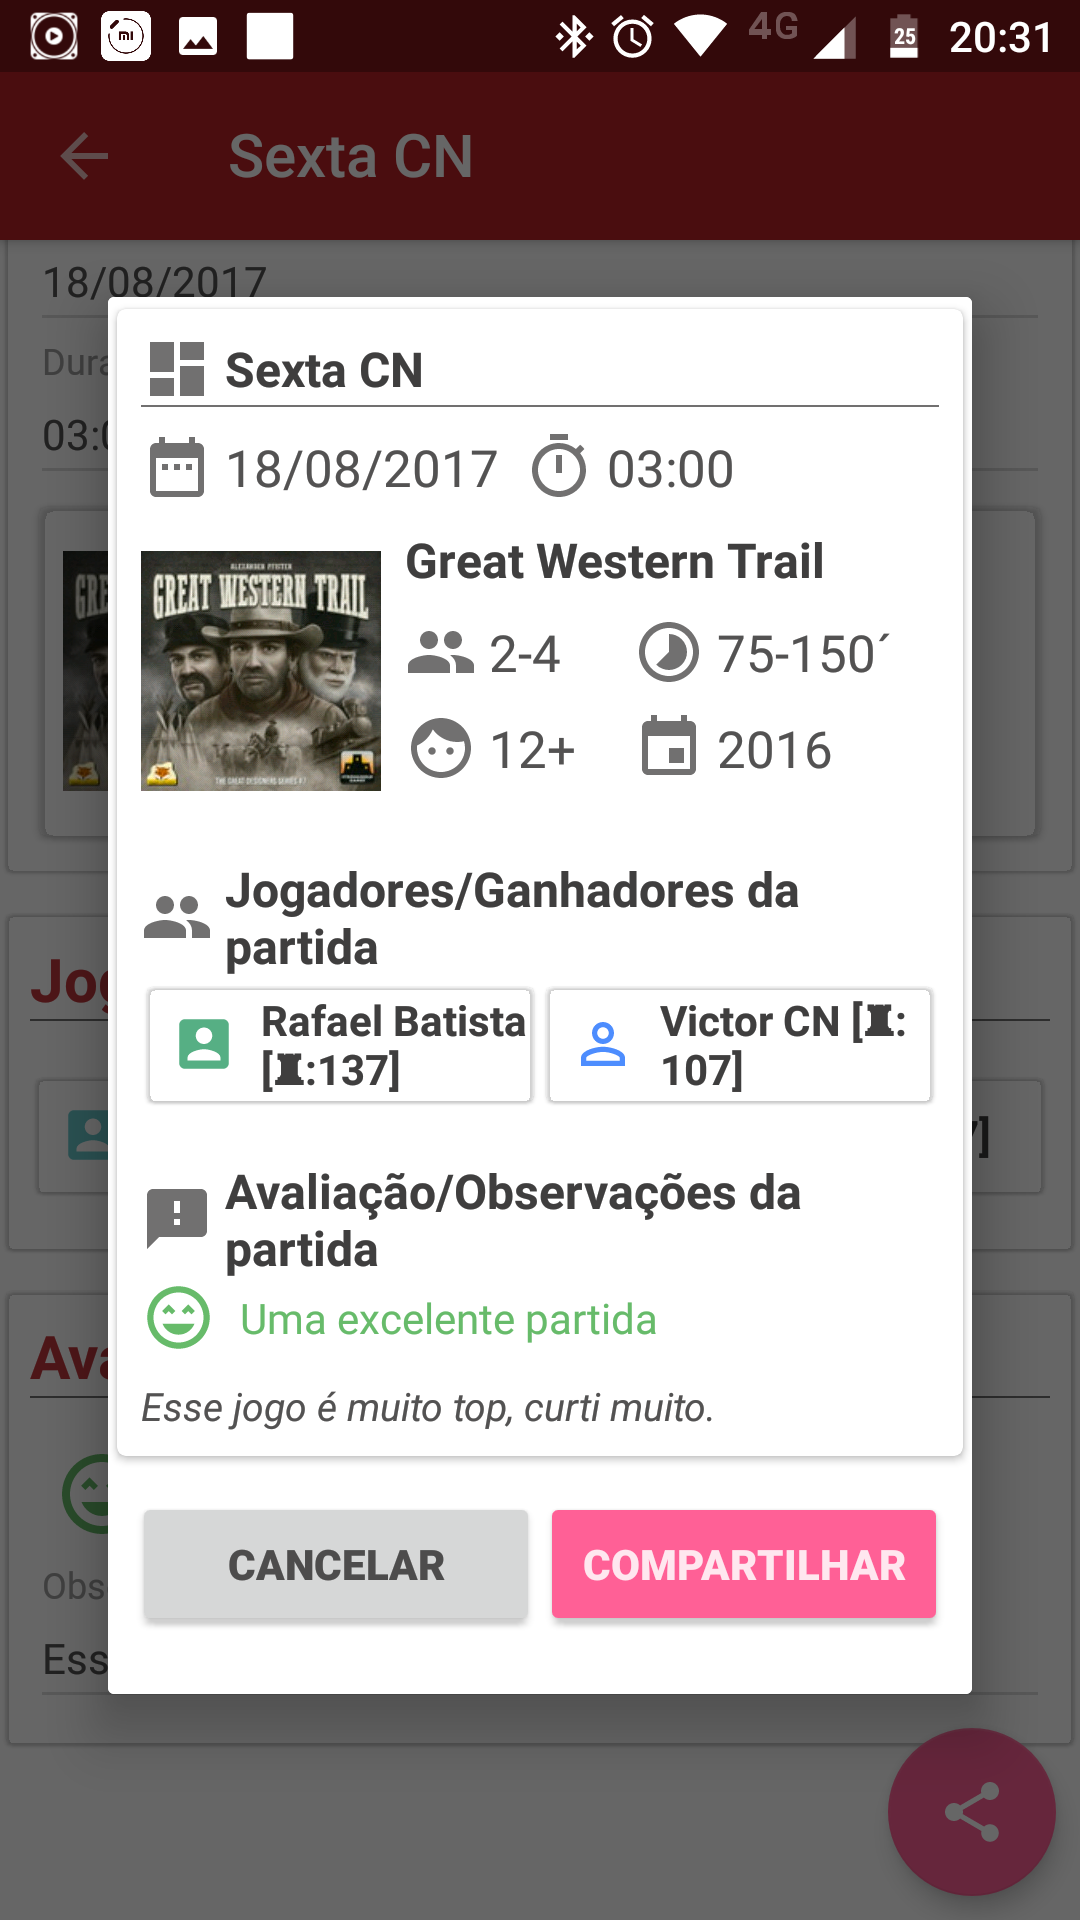 mi 4G 25 20:31
Sexta CN
18/08/2017
Dura
03:0
Sexta CN
18/08/2017 03:00
Great Western Trail
ALEXANDER PFISTER
GREAT WESTERN TRAIL
THE GREAT DESIGNERS SERIES #7
2-4 75-150´
12+ 2016
Jogadores/Ganhadores da
partida
Jog
Rafael Batista
[♜:137]
Victor CN [♜:
107]
7]
Avaliação/Observações da
partida
Uma excelente partida
Ava
Esse jogo é muito top, curti muito.
CANCELAR COMPARTILHAR
Obs
Ess